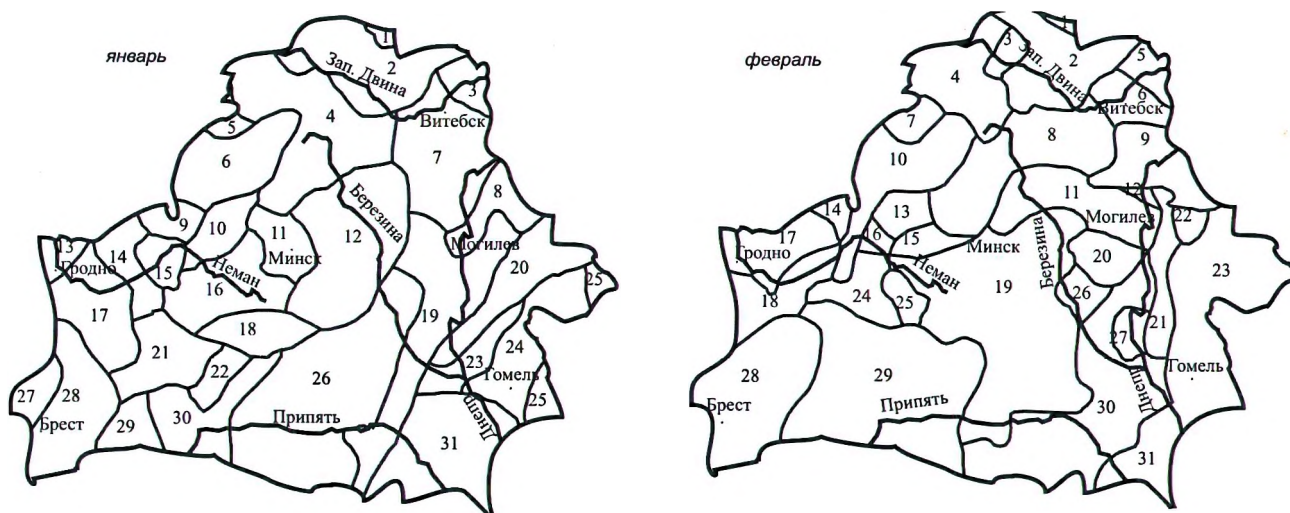 январь
1
2
Зап. Двина
3
4
Витебск
5
6
7
8
Березина
9
10
11
12
Минск
Могилев
13
Гродно
14
15
Неман
16
20
25
17
18
19
21
22
23
24
Гомель
25
26
27
28
Брест
29
30
Припять
Днепр
31
февраль
1
2
3
Зап. Двина
4
5
6
Витебск
7
8
9
10
11
12
Могилев
13
14
15
16
17
Гродно
18
Неман
Минск
19
Березина
20
21
22
23
24
25
26
27
Гомель
28
Брест
29
Припять
30
Днепр
31